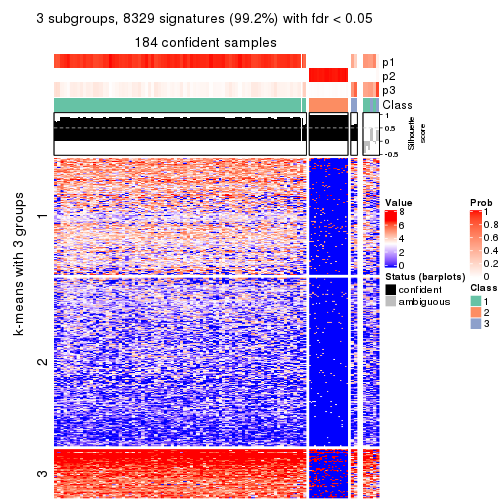 3 subgroups, 8329 signatures (99.2%) with fdr < 0.05
184 confident samples
p1
p2
p3
Class
1
0.5
0
-0.5
Silhouette
score
k-means with 3 groups
1
2
3
Value
8
6
4
2
0
Status (barplots)
confident
ambiguous
Prob
1
0.8
0.6
0.4
0.2
0
Class
1
2
3